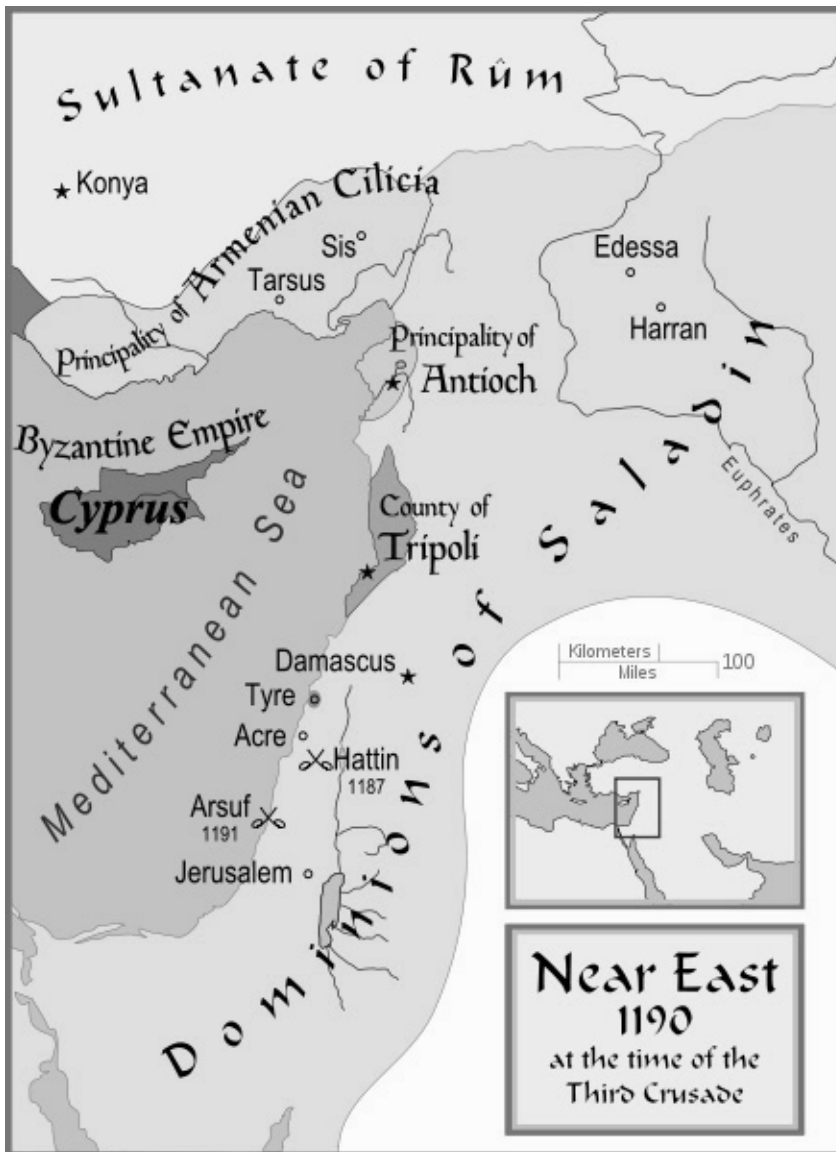 Sultanate of Rûm
Konya
Principality of Armenian Cilicia
Sis
Tarsus
Edessa
Harran
Principality of
Antioch
Byzantine Empire
Cyprus
Mediterranean Sea
County of
Tripoli
Euphrates
Dominions of Saladin
Damascus
Tyre
Acre
Hattin
1187
Arsuf
1191
Jerusalem
Kilometers
Miles
100
Near East
1190
at the time of the
Third Crusade